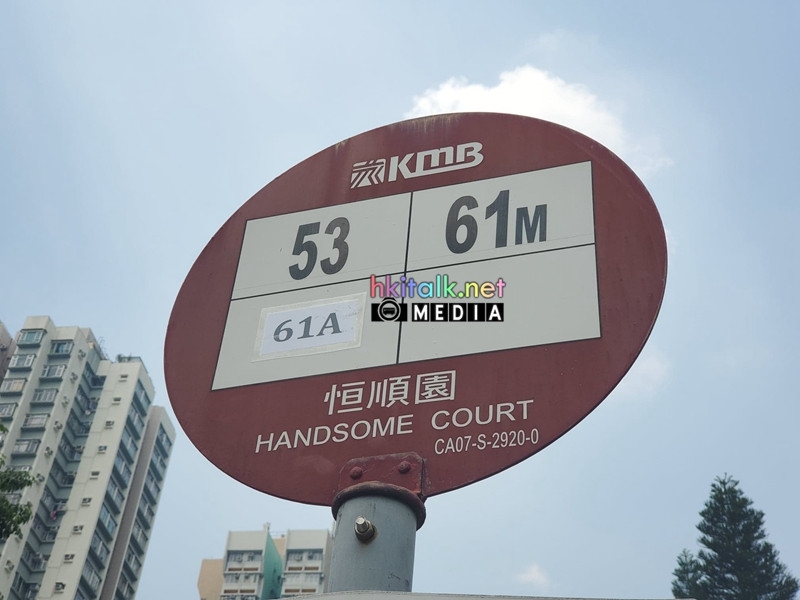 KMB
53 61M
61A
hkitalk.net
MEDIA
恒順園
HANDSOME COURT
CA07-S-2920-0